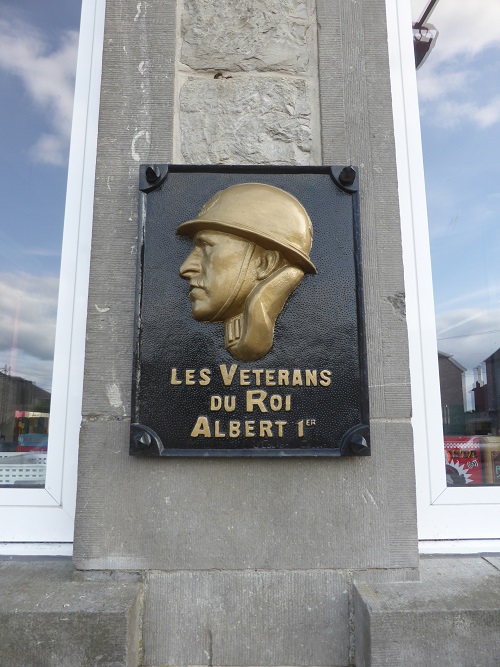 LES VETERANS
DU ROI
ALBERT 1ER